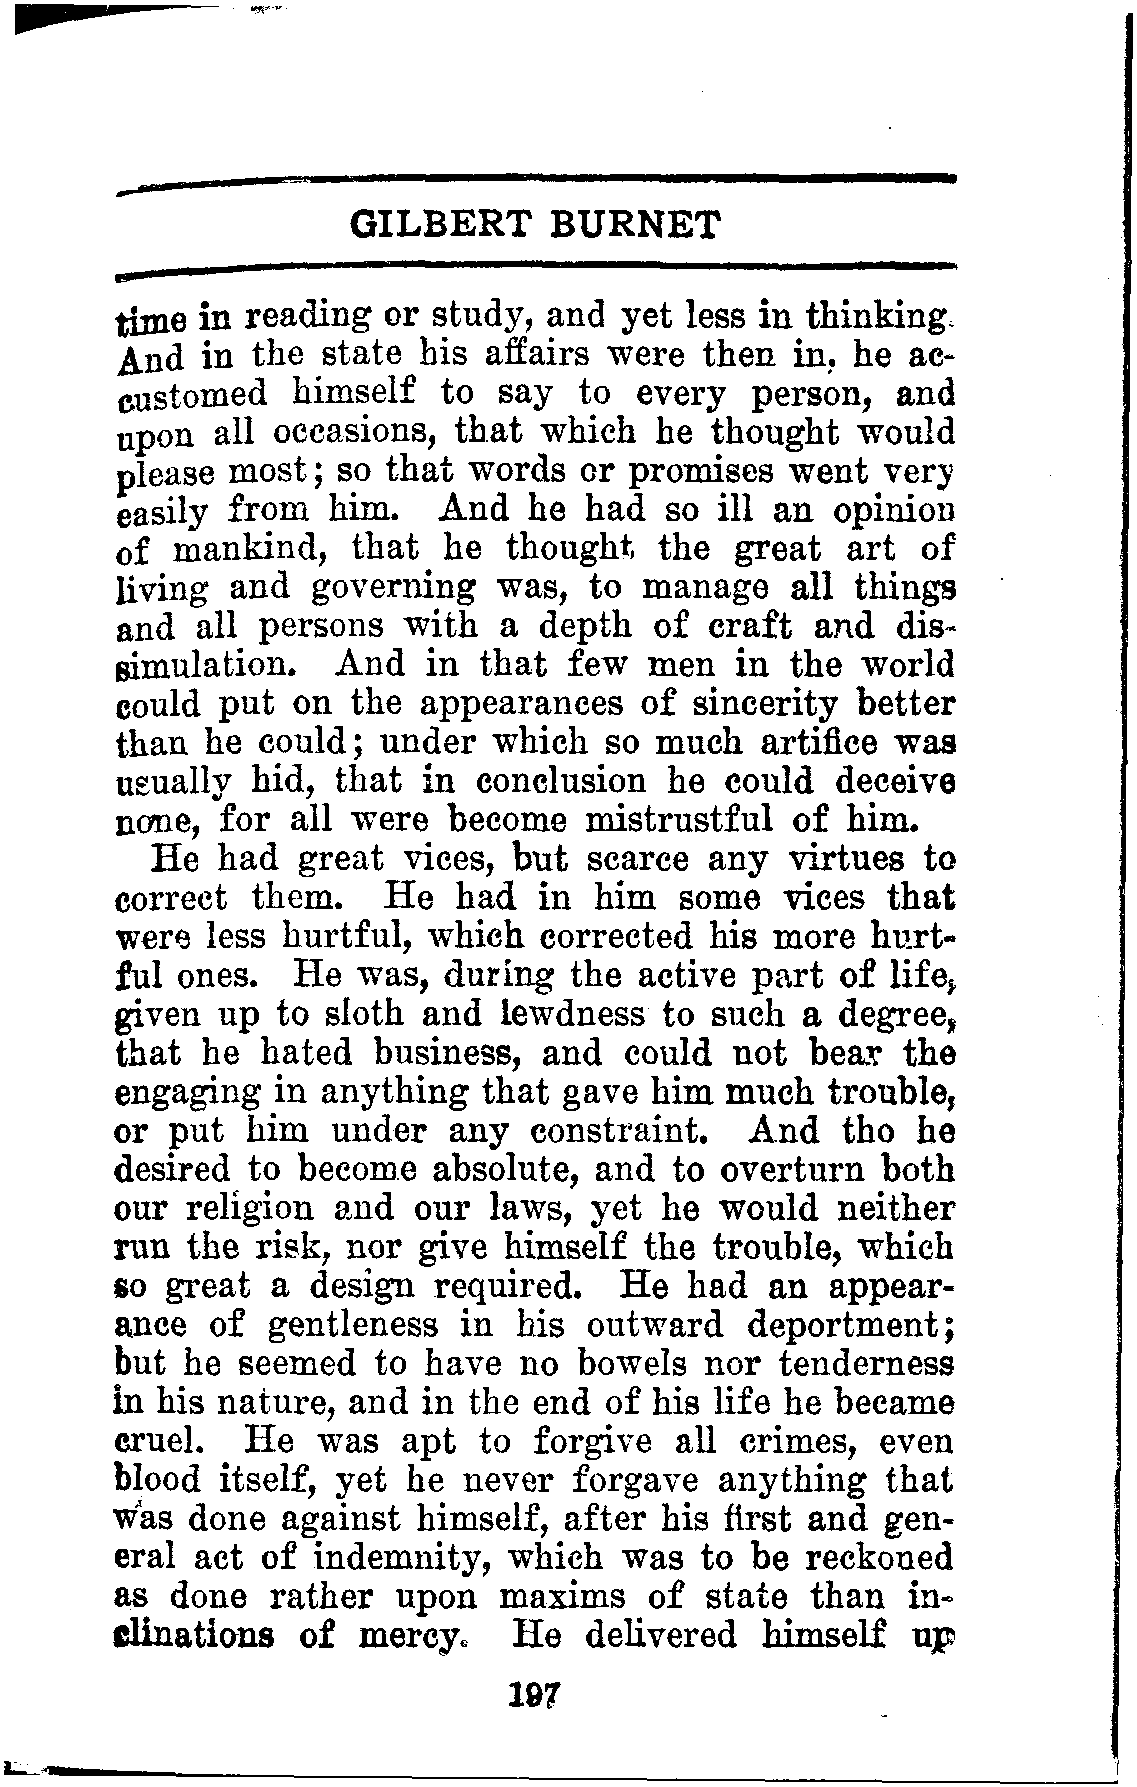 GILBERT BURNET
time in reading or study, and yet less in thinking.
And in the state his affairs were then in, he ac-
customed himself to say to every person, and
upon all occasions, that which he thought would
please most; so that words or promises went very
easily from him. And he had so ill an opinion
of mankind, that he thought the great art of
living and governing was, to manage all things
and all persons with a depth of craft and dis-
simulation. And in that few men in the world
could put on the appearances of sincerity better
than he could; under which so much artifice was
usually hid, that in conclusion he could deceive
none, for all were become mistrustful of him.
He had great vices, but scarce any virtues to
correct them. He had in him some vices that
were less hurtful, which corrected his more hurt-
ful ones. He was, during the active part of life,
given up to sloth and lewdness to such a degree,
that he hated business, and could not bear the
engaging in anything that gave him much trouble,
or put him under any constraint. And tho he
desired to become absolute, and to overturn both
our religion and our laws, yet he would neither
run the risk, nor give himself the trouble, which
so great a design required. He had an appear-
ance of gentleness in his outward deportment;
but he seemed to have no bowels nor tenderness
in his nature, and in the end of his life he became
cruel. He was apt to forgive all crimes, even
blood itself, yet he never forgave anything that
was done against himself, after his first and gen-
eral act of indemnity, which was to be reckoned
as done rather upon maxims of state than in-
clinations of mercy. He delivered himself up
197